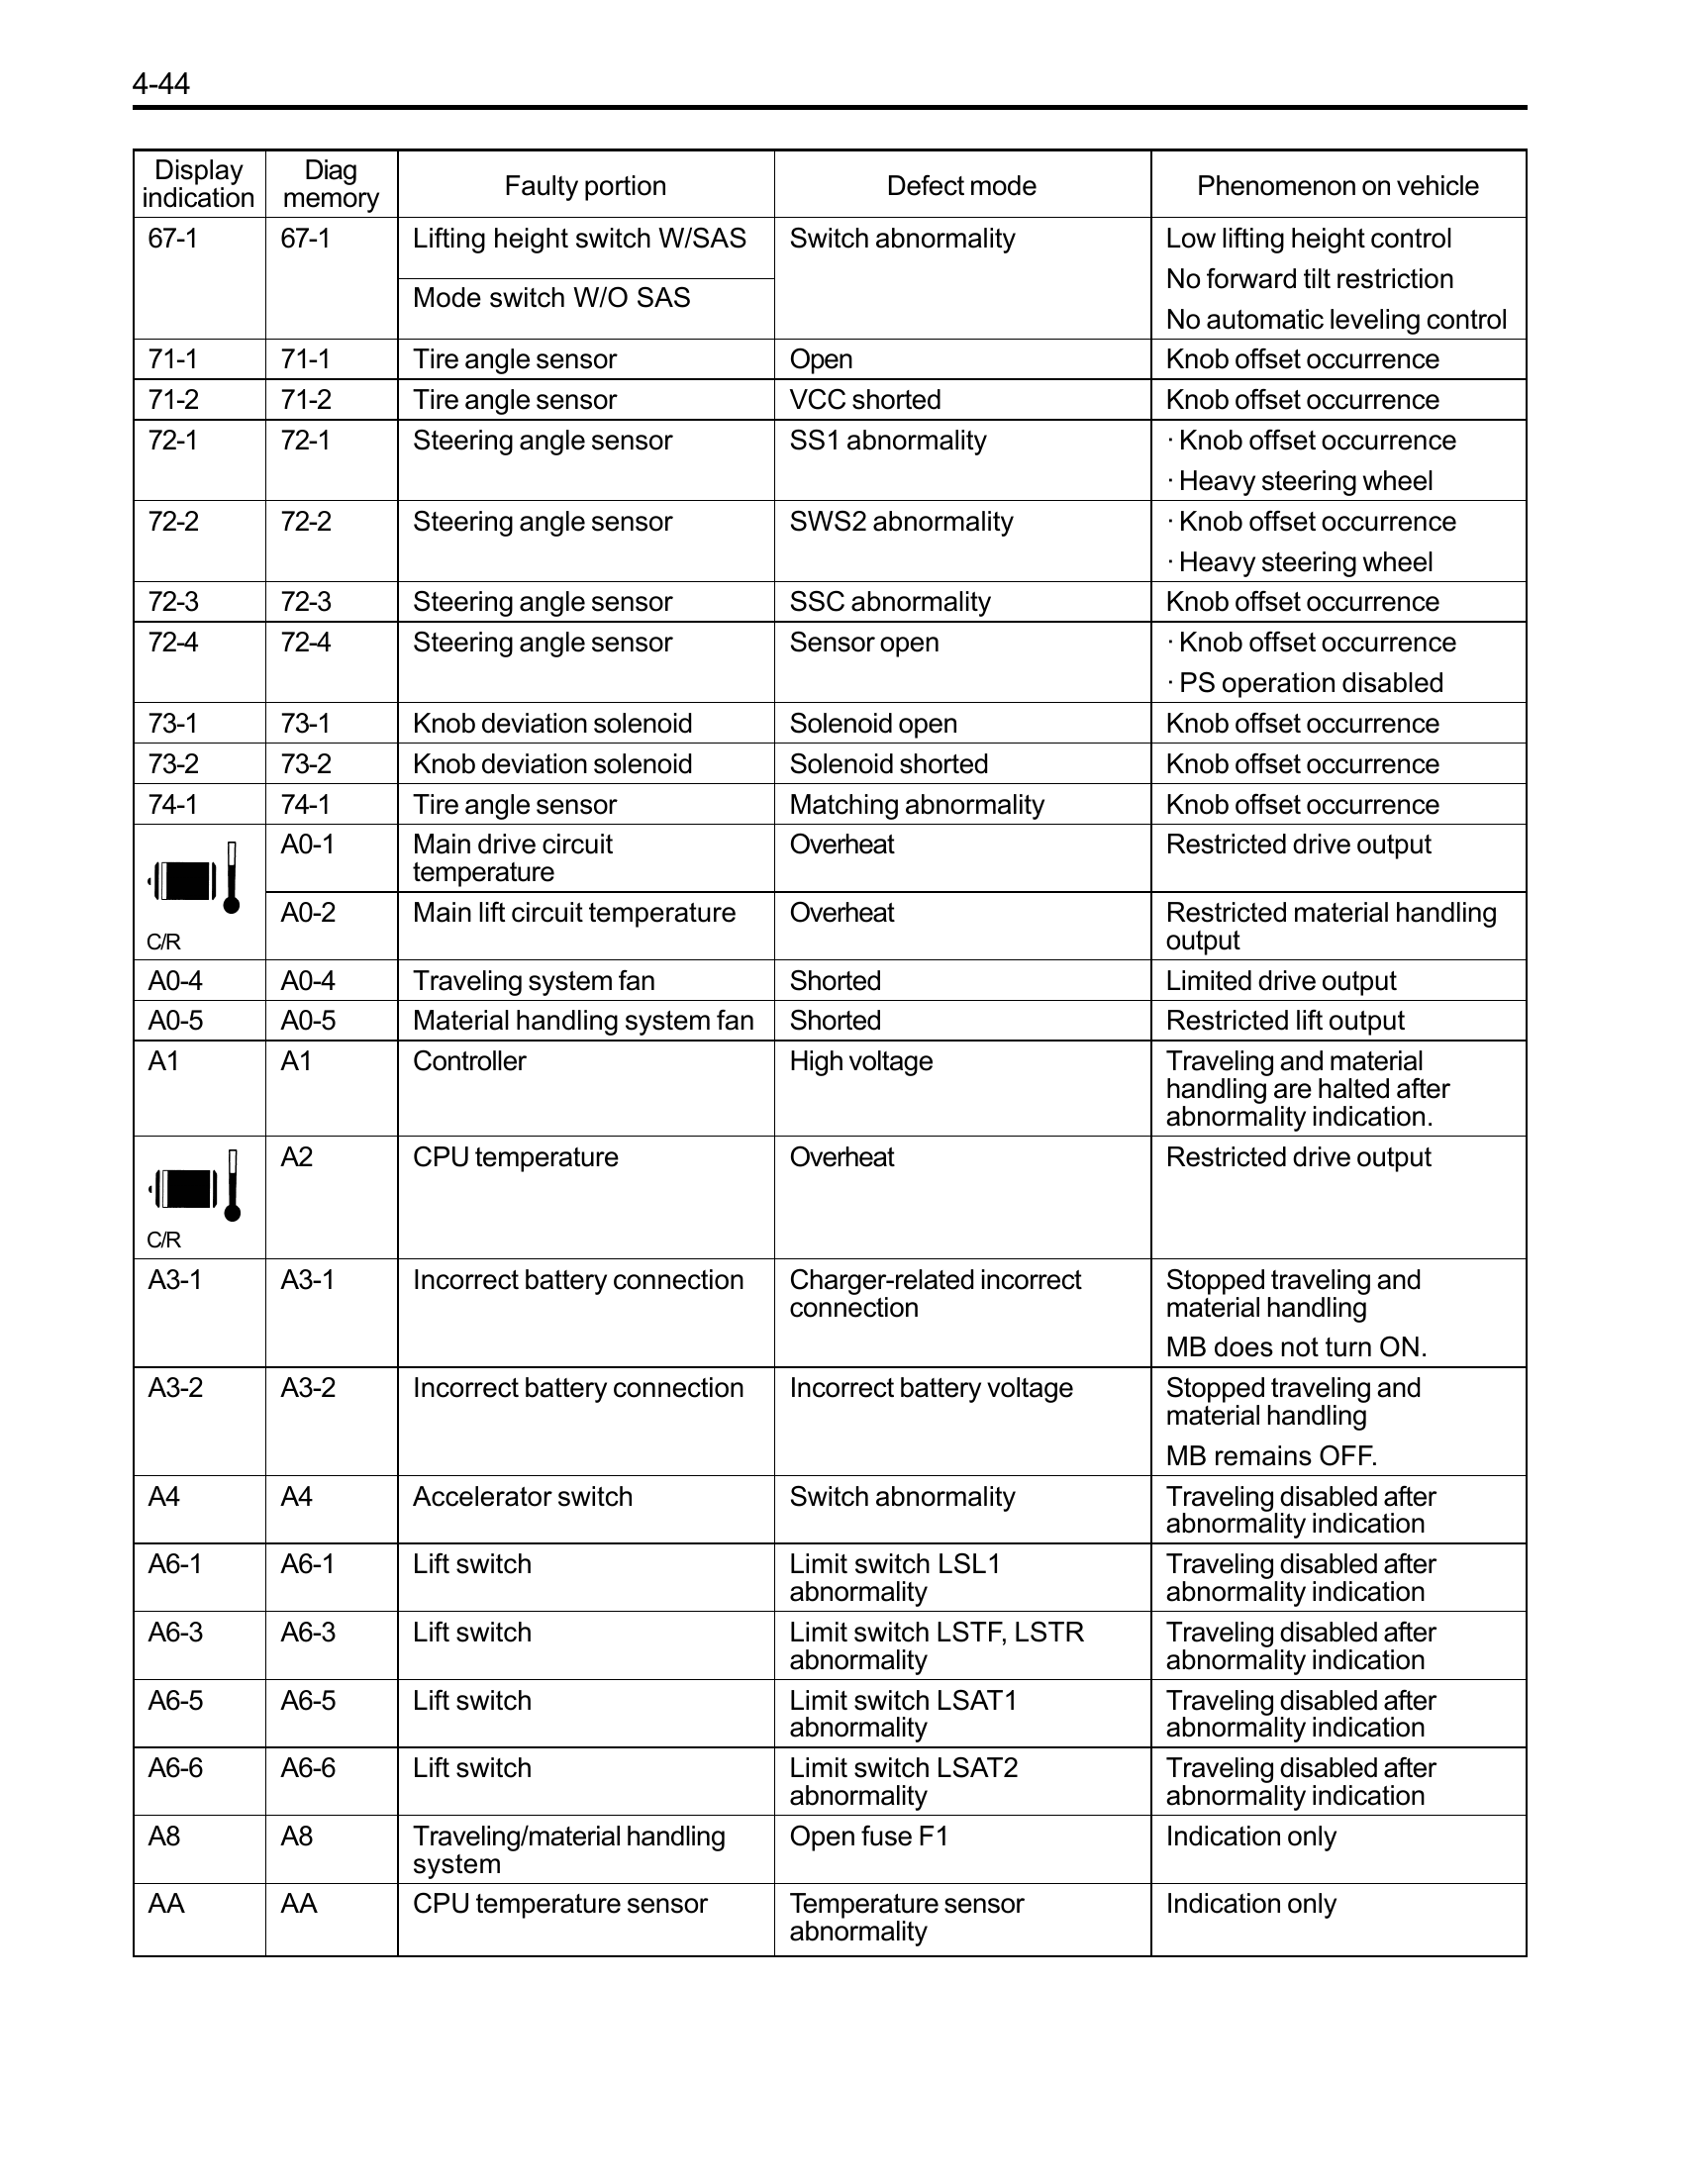 4-44
Display
indication
Diag
memory
Faulty portion
Defect mode
Phenomenon on vehicle
67-1
67-1
Lifting height switch W/SAS
Mode switch W/O SAS
Switch abnormality
Low lifting height control
No forward tilt restriction
No automatic leveling control
71-1
71-1
Tire angle sensor
Open
Knob offset occurrence
71-2
71-2
Tire angle sensor
VCC shorted
Knob offset occurrence
72-1
72-1
Steering angle sensor
SS1 abnormality
· Knob offset occurrence
· Heavy steering wheel
72-2
72-2
Steering angle sensor
SWS2 abnormality
· Knob offset occurrence
· Heavy steering wheel
72-3
72-3
Steering angle sensor
SSC abnormality
Knob offset occurrence
72-4
72-4
Steering angle sensor
Sensor open
· Knob offset occurrence
· PS operation disabled
73-1
73-1
Knob deviation solenoid
Solenoid open
Knob offset occurrence
73-2
73-2
Knob deviation solenoid
Solenoid shorted
Knob offset occurrence
74-1
74-1
Tire angle sensor
Matching abnormality
Knob offset occurrence
C/R
A0-1
Main drive circuit
temperature
Overheat
Restricted drive output
A0-2
Main lift circuit temperature
Overheat
Restricted material handling
output
A0-4
A0-4
Traveling system fan
Shorted
Limited drive output
A0-5
A0-5
Material handling system fan
Shorted
Restricted lift output
A1
A1
Controller
High voltage
Traveling and material
handling are halted after
abnormality indication.
C/R
A2
CPU temperature
Overheat
Restricted drive output
A3-1
A3-1
Incorrect battery connection
Charger-related incorrect
connection
Stopped traveling and
material handling
MB does not turn ON.
A3-2
A3-2
Incorrect battery connection
Incorrect battery voltage
Stopped traveling and
material handling
MB remains OFF.
A4
A4
Accelerator switch
Switch abnormality
Traveling disabled after
abnormality indication
A6-1
A6-1
Lift switch
Limit switch LSL1
abnormality
Traveling disabled after
abnormality indication
A6-3
A6-3
Lift switch
Limit switch LSTF, LSTR
abnormality
Traveling disabled after
abnormality indication
A6-5
A6-5
Lift switch
Limit switch LSAT1
abnormality
Traveling disabled after
abnormality indication
A6-6
A6-6
Lift switch
Limit switch LSAT2
abnormality
Traveling disabled after
abnormality indication
A8
A8
Traveling/material handling
system
Open fuse F1
Indication only
AA
AA
CPU temperature sensor
Temperature sensor
abnormality
Indication only